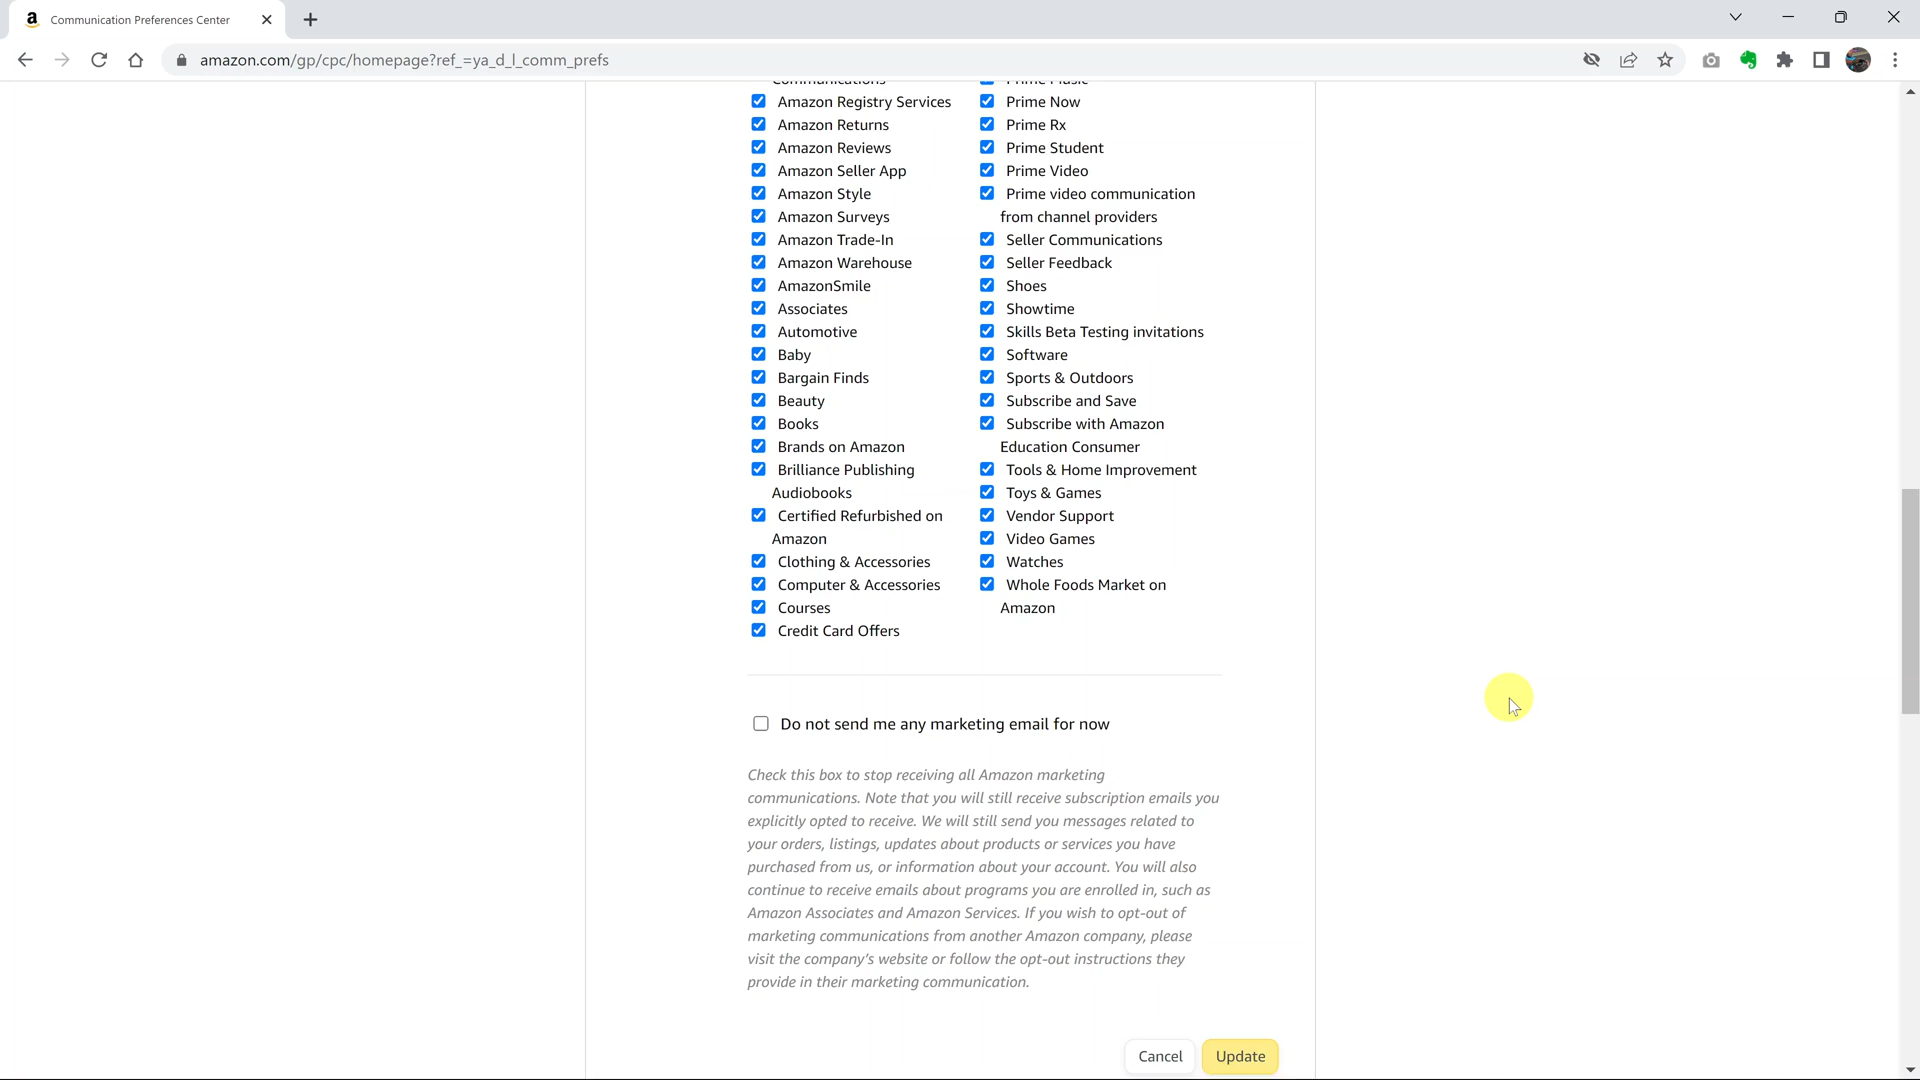 a
Communication Preferences Center
amazon.com/gp/cpc/homepage?ref_=ya_d_l_comm_prefs
Communications
Amazon Registry Services
Amazon Returns
Amazon Reviews
Amazon Seller App
Amazon Style
Amazon Surveys
Amazon Trade-In
Amazon Warehouse
AmazonSmile
Associates
Automotive
Baby
Bargain Finds
Beauty
Books
Brands on Amazon
Brilliance Publishing
Audiobooks
Certified Refurbished on
Amazon
Clothing & Accessories
Computer & Accessories
Courses
Credit Card Offers
Prime Music
Prime Now
Prime Rx
Prime Student
Prime Video
Prime video communication
from channel providers
Seller Communications
Seller Feedback
Shoes
Showtime
Skills Beta Testing invitations
Software
Sports & Outdoors
Subscribe and Save
Subscribe with Amazon
Education Consumer
Tools & Home Improvement
Toys & Games
Vendor Support
Video Games
Watches
Whole Foods Market on
Amazon
Do not send me any marketing email for now
Check this box to stop receiving all Amazon marketing
communications. Note that you will still receive subscription emails you
explicitly opted to receive. We will still send you messages related to
your orders, listings, updates about products or services you have
purchased from us, or information about your account. You will also
continue to receive emails about programs you are enrolled in, such as
Amazon Associates and Amazon Services. If you wish to opt-out of
marketing communications from another Amazon company, please
visit the company's website or follow the opt-out instructions they
provide in their marketing communication.
Cancel
Update